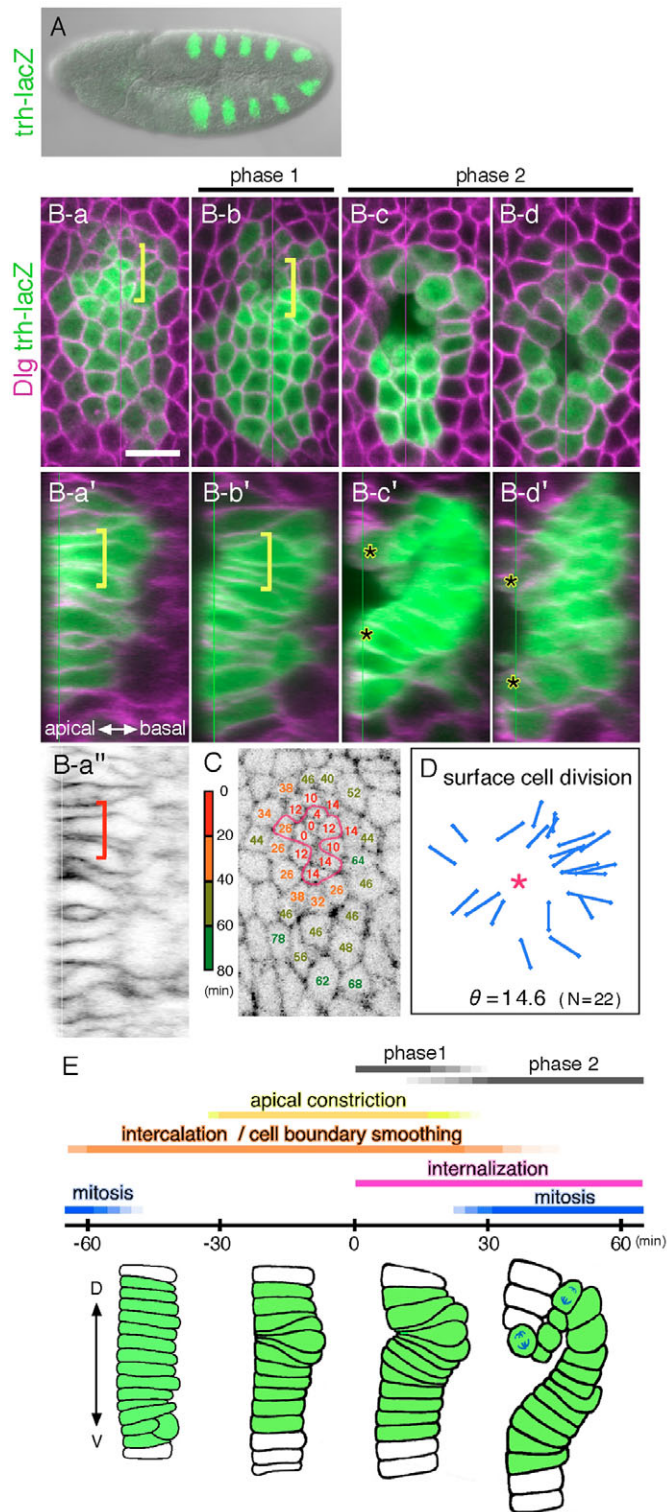 A
trh-lacZ
phase 1
phase 2
B-a
B-b
B-c
B-d
Dlg trh-lacZ
B-a'
B-b'
B-c'
B-d'
*
*
*
*
apical basal
B-a''
C
D
surface cell division
0
20
40
60
80
(min)
46 40
38 10 52
34 12 4 14
44 26 0 12 14 44
0 10
26 12 14 64
26 14 26 46
38 32
46 46 46
78 56 48
62 68
*
θ = 14.6 (N=22)
E
phase1
phase 2
apical constriction
intercalation / cell boundary smoothing
internalization
mitosis
mitosis
-60 -30 0 30 60 (min)
D
V